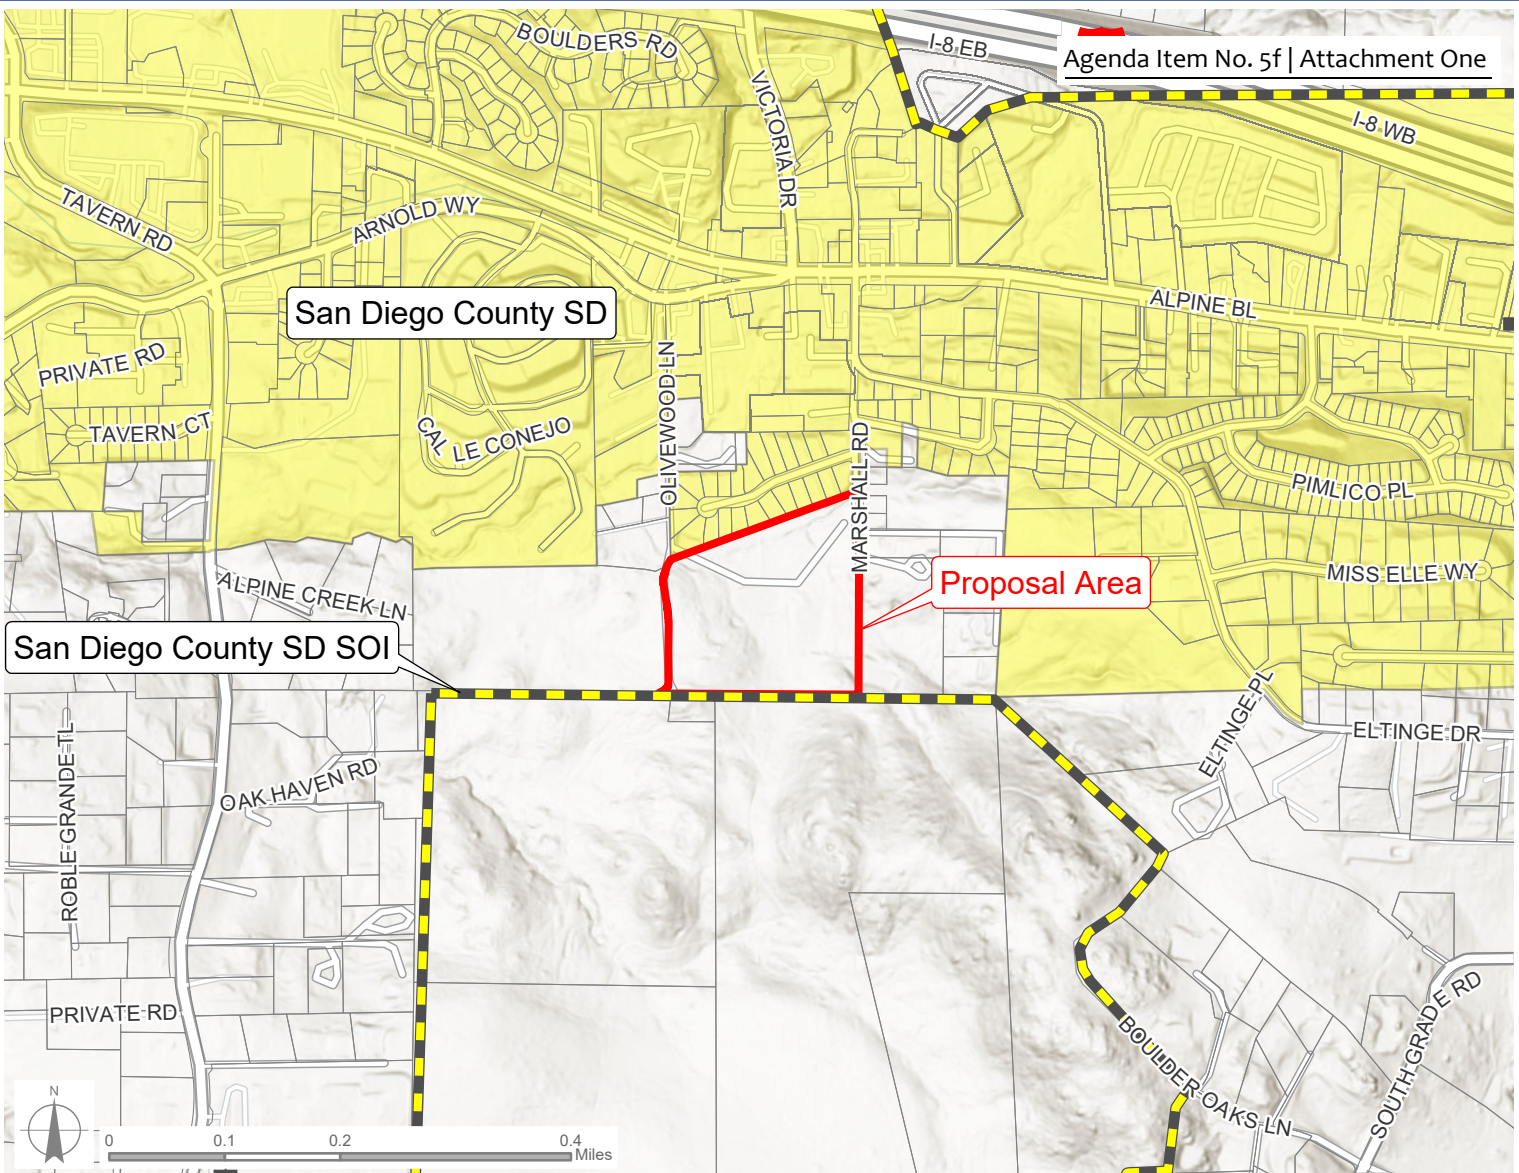 BOULDERS RD
I-8 EB
Agenda Item No. 5f | Attachment One
VICTORIA DR
I-8 WB
TAVERN RD
ARNOLD WY
San Diego County SD
ALPINE BL
PRIVATE RD
OLIVEWOOD LN
TAVERN CT
CAL LE CONEJO
MARSHALL RD
PIMLICO PL
ALPINE CREEK LN
Proposal Area
MISS ELLE WY
San Diego County SD SOI
ROBLE GRANDE TL
OAK HAVEN RD
ELTINGE PL
ELTINGE DR
PRIVATE RD
BOULDER OAKS LN
SOUTH GRADE RD
N
0 0.1 0.2 0.4
Miles